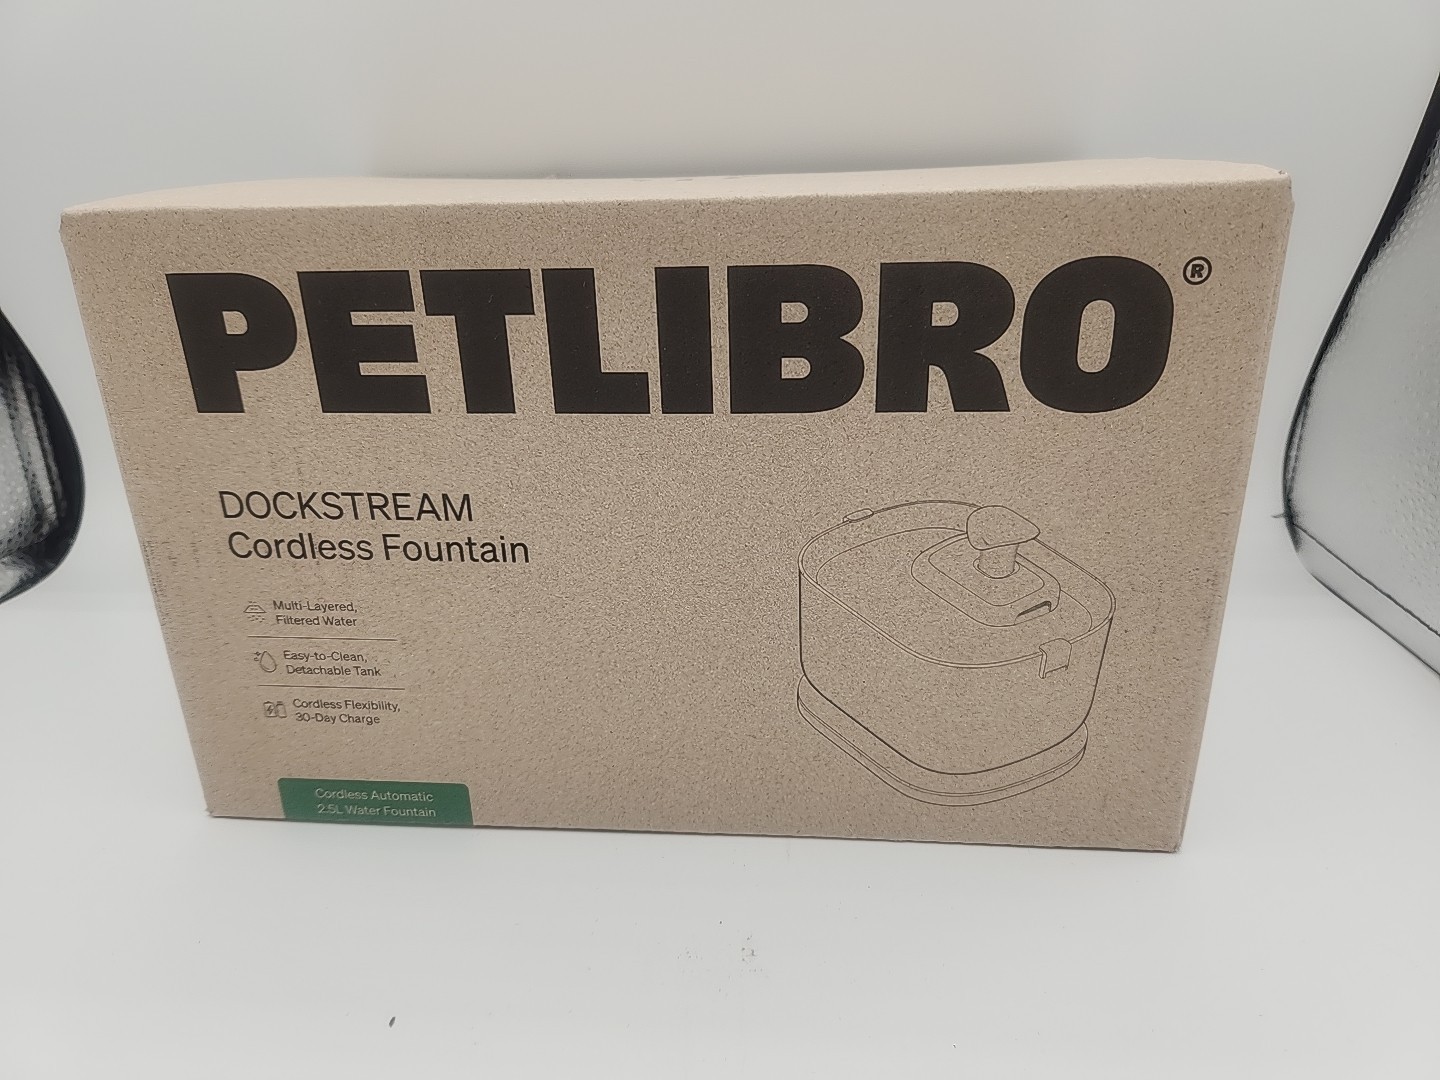 PETLIBRO®
DOCKSTREAM
Cordless Fountain
Multi-Layered,
Filtered Water
Easy-to-Clean,
Detachable Tank
Cordless Flexibility,
30-Day Charge
Cordless Automatic
2.5L Water Fountain